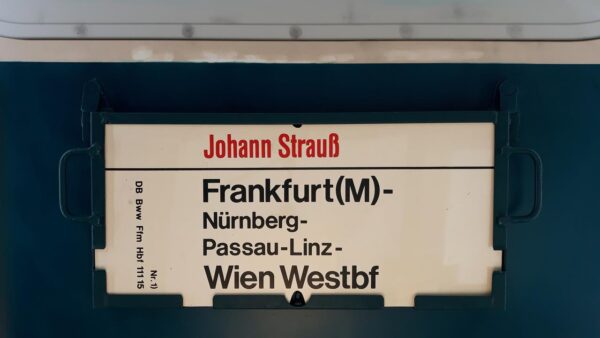 Johann Strauß
Frankfurt(M)-
Nürnberg-
Passau-Linz-
Wien Westbf
DB Bww Ffm Hbf 111 15
Nr. 1)